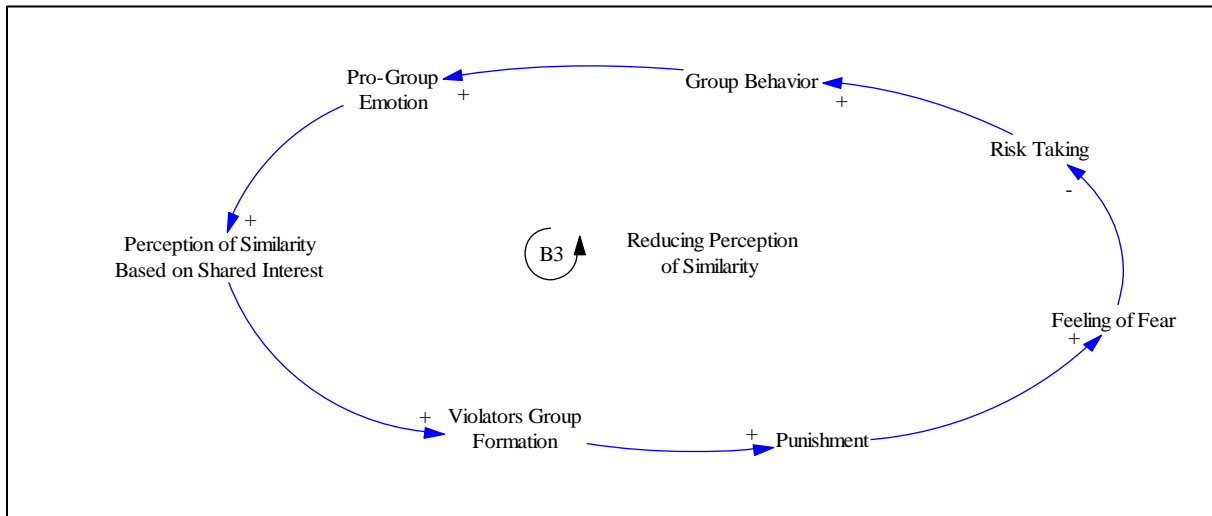 Pro-Group
Emotion
+
Group Behavior
+
Risk Taking
-
+
Perception of Similarity
Based on Shared Interest
B3
Reducing Perception
of Similarity
Feeling of Fear
+
+
Violators Group
Formation
+
Punishment